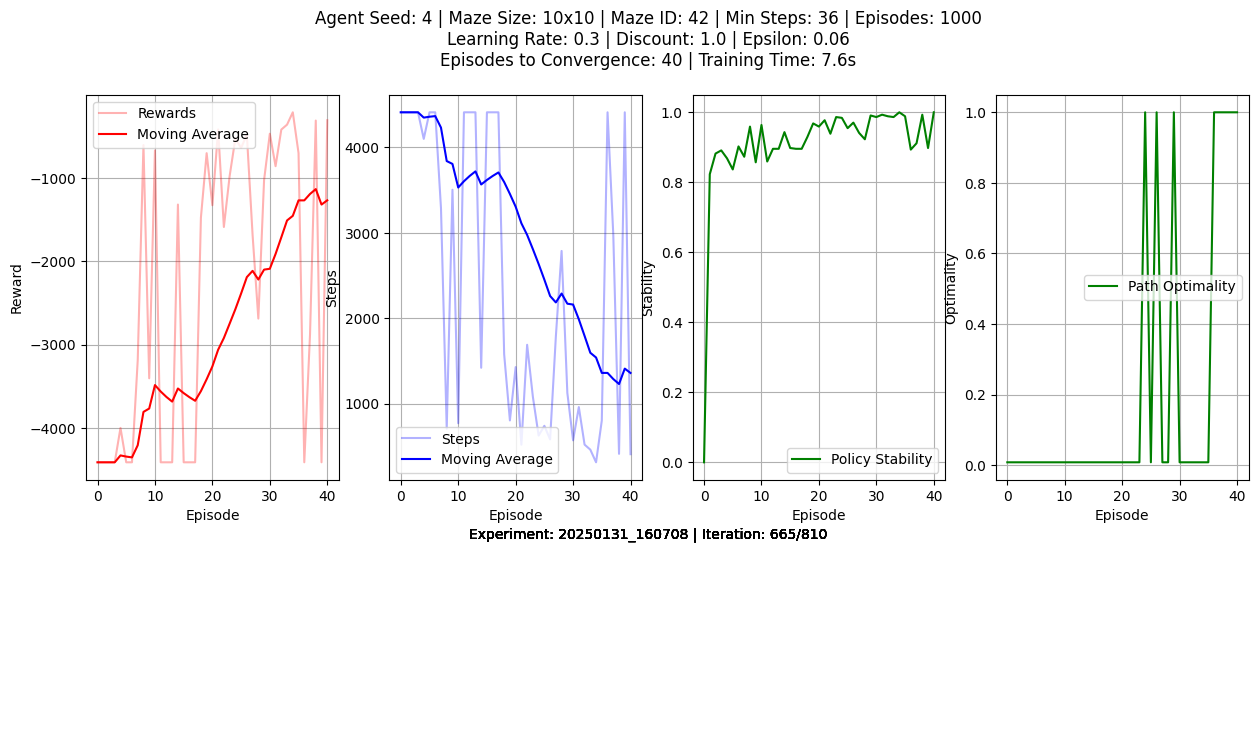 Agent Seed: 4 | Maze Size: 10x10 | Maze ID: 42 | Min Steps: 36 | Episodes: 1000
Learning Rate: 0.3 | Discount: 1.0 | Epsilon: 0.06
Episodes to Convergence: 40 | Training Time: 7.6s
Rewards
Moving Average
−1000
−2000
−3000
−4000
Reward
0 10 20 30 40
Episode
4000
3000
2000
1000
Steps
Steps
Moving Average
0 10 20 30 40
Episode
1.0
0.8
0.6
0.4
0.2
0.0
Stability
Policy Stability
0 10 20 30 40
Episode
1.0
0.8
0.6
0.4
0.2
0.0
Optimality
Path Optimality
0 10 20 30 40
Episode
Experiment: 20250131_160708 | Iteration: 665/810